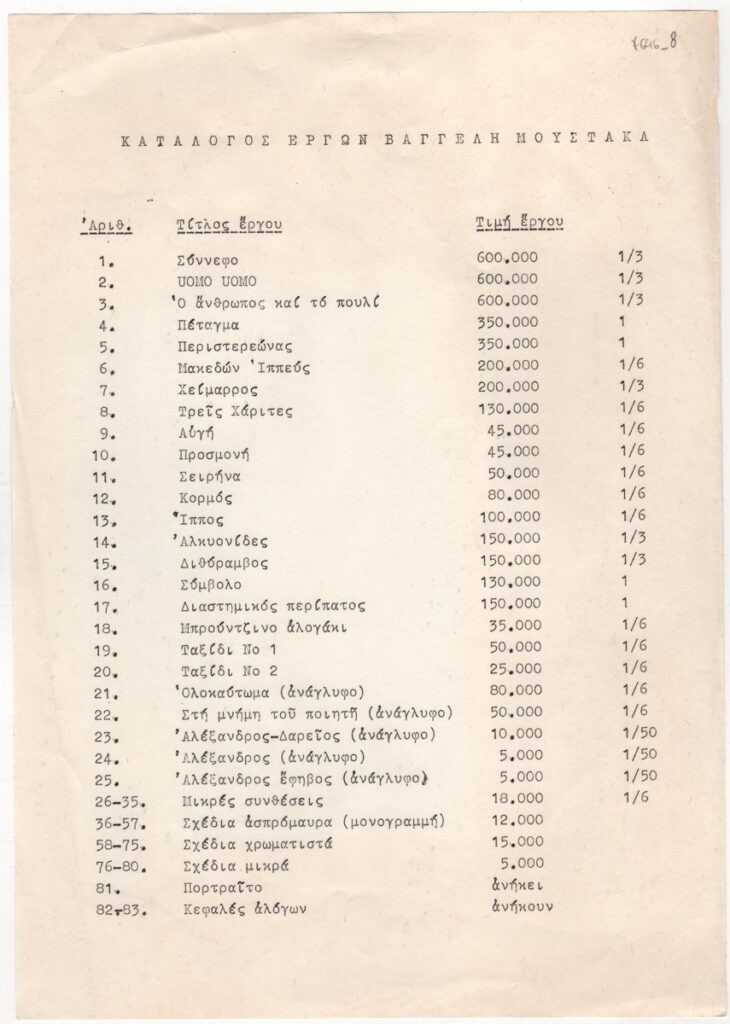 ΚΑΤΑΛΟΓΟΣ ΕΡΓΩΝ ΒΑΓΓΕΛΗ ΜΟΥΣΤΑΚΑ
Ἀριθ. Τίτλος ἔργου Τιμή ἔργου
1. Σύννεφο 600.000 1/3
2. UOMO UOMO 600.000 1/3
3. Ὁ ἄνθρωπος καί τό πουλί 600.000 1/3
4. Πέταγμα 350.000 1
5. Περιστερεώνας 350.000 1
6. Μακεδών Ἱππεύς 200.000 1/6
7. Χείμαρρος 200.000 1/3
8. Τρεῖς Χάριτες 130.000 1/6
9. Αὐγή 45.000 1/6
10. Προσμονή 45.000 1/6
11. Σειρήνα 50.000 1/6
12. Κορμός 80.000 1/6
13. Ἵππος 100.000 1/6
14. Ἀλκυονίδες 150.000 1/3
15. Διθύραμβος 150.000 1/3
16. Σύμβολο 130.000 1
17. Διαστημικός περίπατος 150.000 1
18. Μπρούντζινο ἀλογάκι 35.000 1/6
19. Ταξίδι Νο 1 50.000 1/6
20. Ταξίδι Νο 2 25.000 1/6
21. Ὁλοκαύτωμα (ἀνάγλυφο) 80.000 1/6
22. Στή μνήμη τοῦ ποιητῆ (ἀνάγλυφο) 50.000 1/6
23. Ἀλέξανδρος-Δαρεῖος (ἀνάγλυφο) 10.000 1/50
24. Ἀλέξανδρος (ἀνάγλυφο) 5.000 1/50
25. Ἀλέξανδρος ἔφηβος (ἀνάγλυφο) 5.000 1/50
26-35. Μικρές συνθέσεις 18.000 1/6
36-57. Σχέδια ἀσπρόμαυρα (μονογραμμή) 12.000
58-75. Σχέδια χρωματιστά 15.000
76-80. Σχέδια μικρά 5.000
81. Πορτραῖτο ἀνήκει
82-83. Κεφαλές ἀλόγων ἀνήκουν